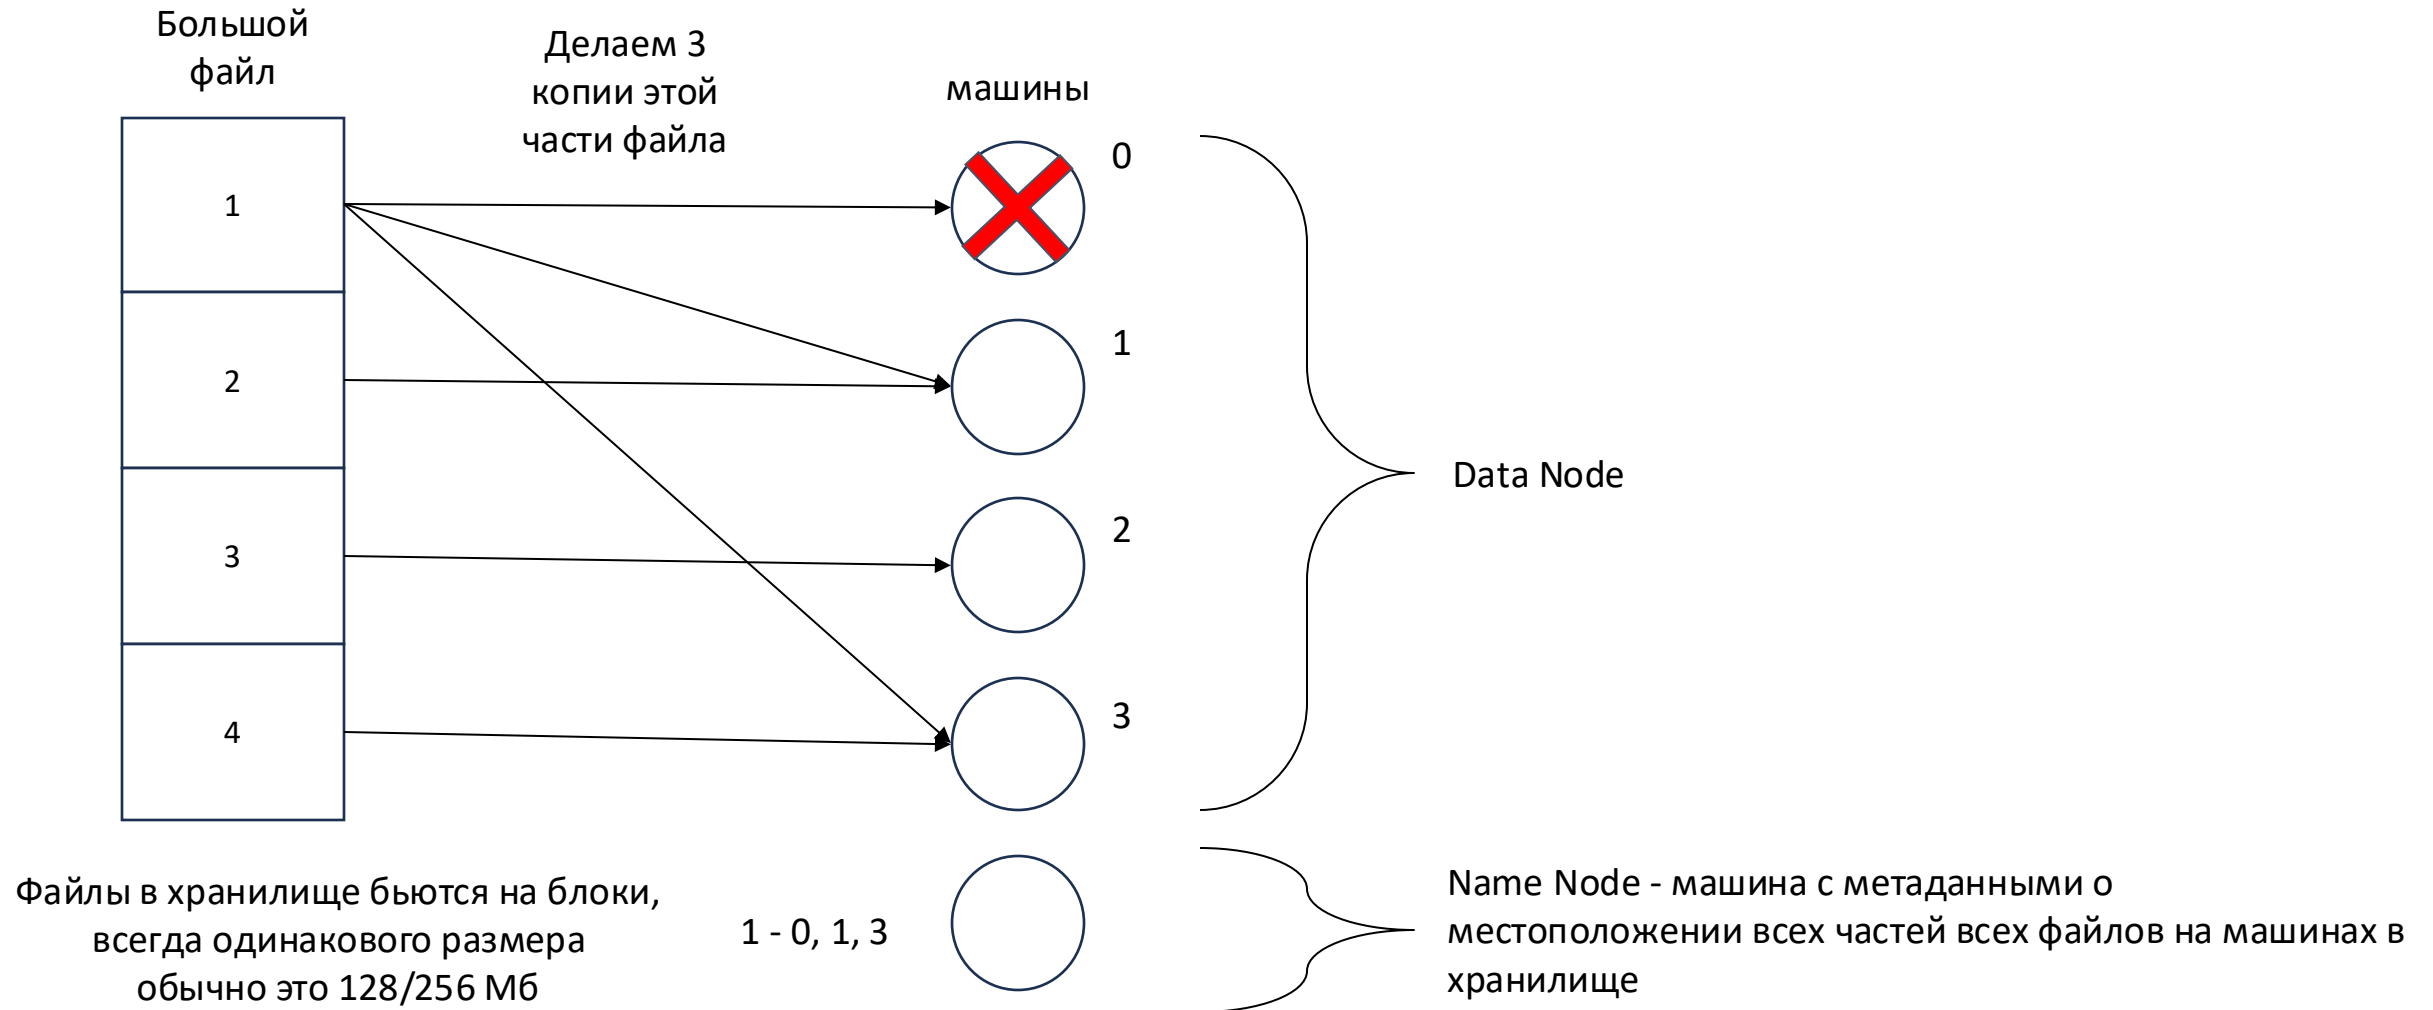 Большой
файл
Делаем 3
копии этой
части файла
машины
0
1
1
2
2
3
3
4
Data Node
Файлы в хранилище бьются на блоки,
всегда одинакового размера
обычно это 128/256 Мб
1 - 0, 1, 3
Name Node - машина с метаданными о
местоположении всех частей всех файлов на машинах в
хранилище